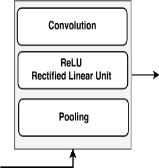 Convolution
ReLU
Rectified Linear Unit
Pooling